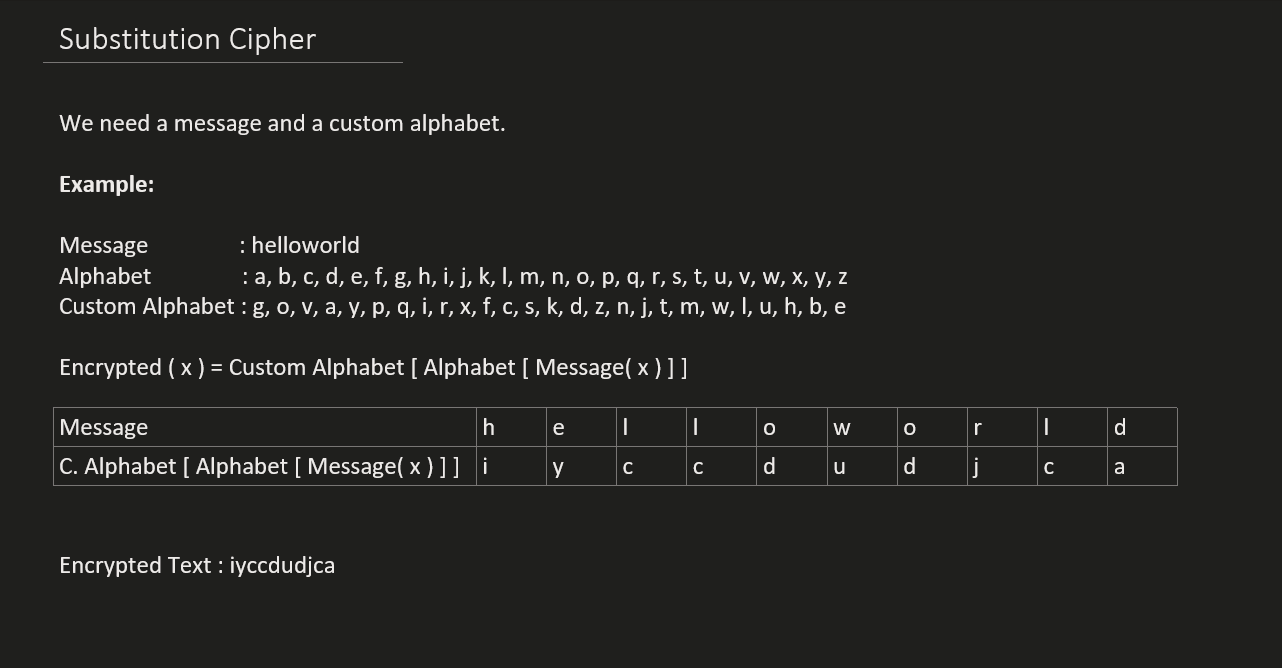 Substitution Cipher
We need a message and a custom alphabet.
Example:
Message : helloworld
Alphabet : a, b, c, d, e, f, g, h, i, j, k, l, m, n, o, p, q, r, s, t, u, v, w, x, y, z
Custom Alphabet : g, o, v, a, y, p, q, i, r, x, f, c, s, k, d, z, n, j, t, m, w, l, u, h, b, e
Encrypted ( x ) = Custom Alphabet [ Alphabet [ Message( x ) ] ]
Message h e l l o w o r l d
C. Alphabet [ Alphabet [ Message( x ) ] ] i y c c d u d j c a
Encrypted Text : iyccdudjca